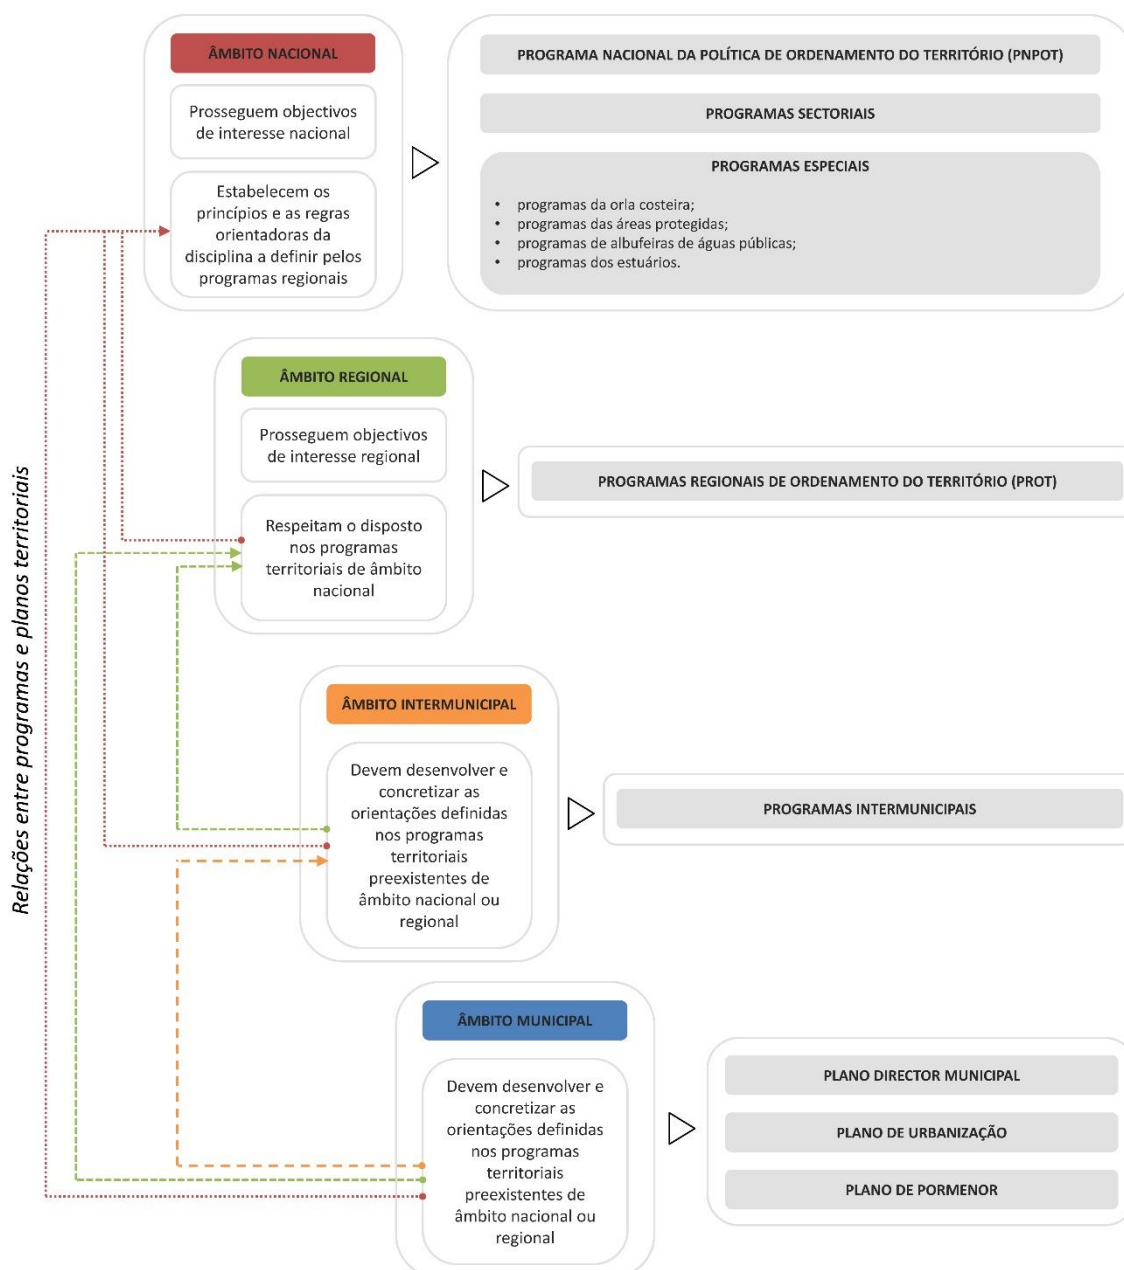 ÂMBITO NACIONAL
Prosseguem objectivos
de interesse nacional
Estabelecem os
princípios e as regras
orientadoras da
disciplina a definir pelos
programas regionais
PROGRAMA NACIONAL DA POLÍTICA DE ORDENAMENTO DO TERRITÓRIO (PNPOT)
PROGRAMAS SECTORIAIS
PROGRAMAS ESPECIAIS
• programas da orla costeira;
• programas das áreas protegidas;
• programas de albufeiras de águas públicas;
• programas dos estuários.
Relações entre programas e planos territoriais
ÂMBITO REGIONAL
Prosseguem objectivos
de interesse regional
Respeitam o disposto
nos programas
territoriais de âmbito
nacional
PROGRAMAS REGIONAIS DE ORDENAMENTO DO TERRITÓRIO (PROT)
ÂMBITO INTERMUNICIPAL
Devem desenvolver e
concretizar as
orientações definidas
nos programas
territoriais
preexistentes de
âmbito nacional ou
regional
PROGRAMAS INTERMUNICIPAIS
ÂMBITO MUNICIPAL
Devem desenvolver e
concretizar as
orientações definidas
nos programas
territoriais
preexistentes de
âmbito nacional ou
regional
PLANO DIRECTOR MUNICIPAL
PLANO DE URBANIZAÇÃO
PLANO DE PORMENOR